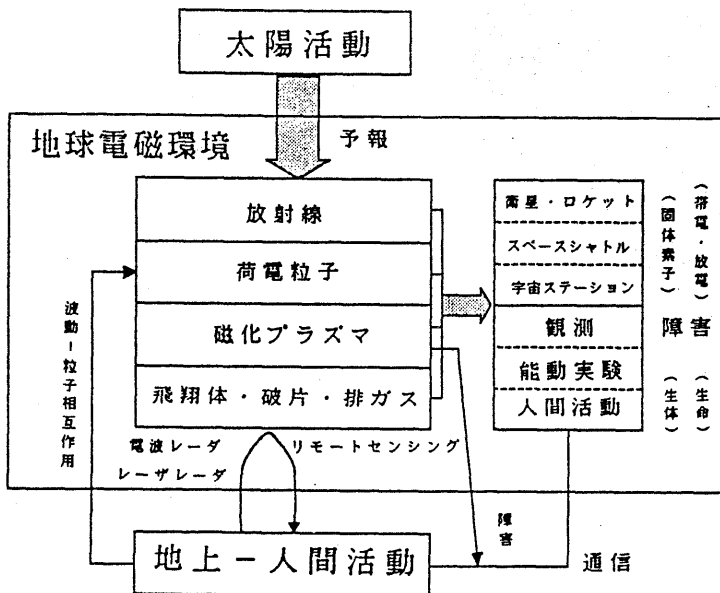 太陽活動
地球電磁環境
予報
放射線
荷電粒子
磁化プラズマ
飛翔体・破片・排ガス
衛星・ロケット
スペースシャトル
宇宙ステーション
観測
能動実験
人間活動
(帯電・放電)
(固体素子)
障害
(生命)
(生体)
波動ー粒子相互作用
電波レーダ
レーザレーダ
リモートセンシング
障害
通信
地上ー人間活動